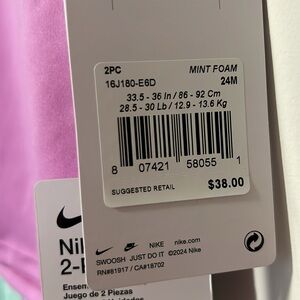 2PC MINT FOAM
16J180-E6D 24M
33.5 - 36 In / 86 - 92 Cm
28.5 - 30 Lb / 12.9 - 13.6 Kg
8 07421 58055 1
SUGGESTED RETAIL $38.00
NIKE nike.com
SWOOSH JUST DO IT ©2024 Nike
RN#81917 / CA#18702
Nik
2-P
Ensem
Juego de 2 Piezas